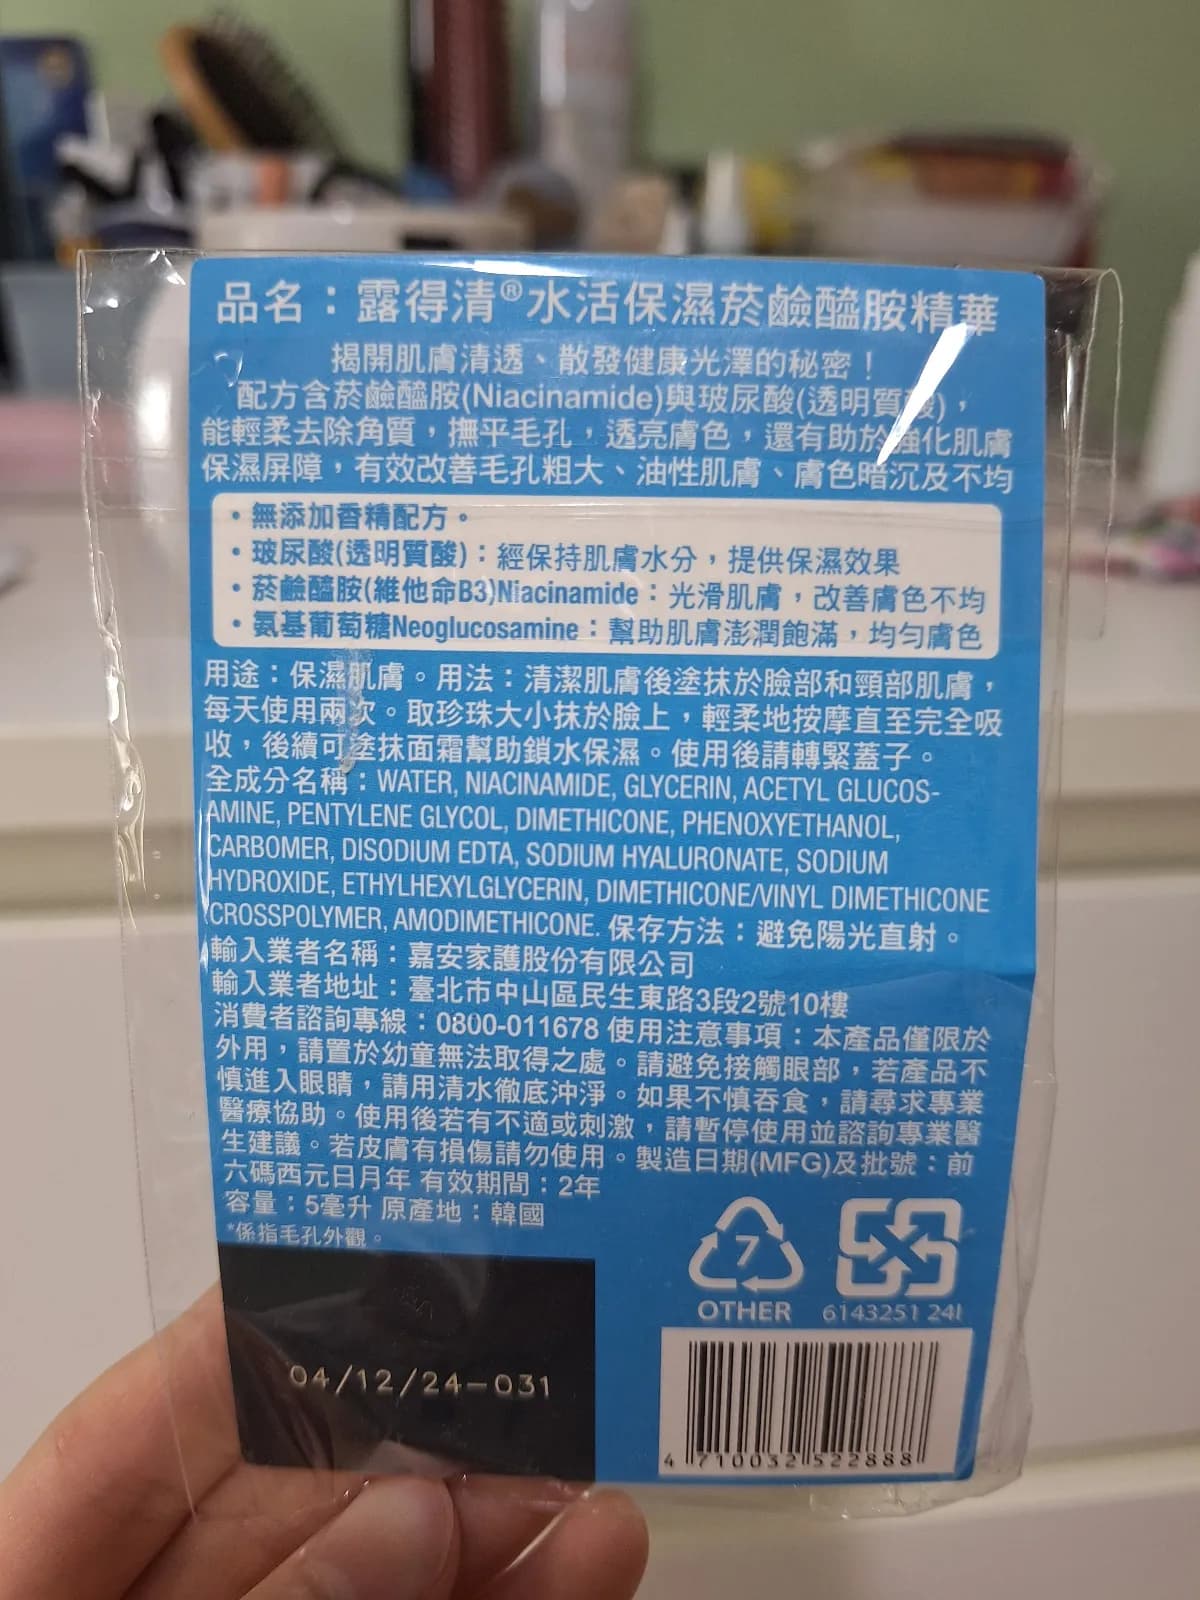 品名：露得清®水活保濕菸鹼醯胺精華
揭開肌膚清透、散發健康光澤的秘密！
配方含菸鹼醯胺(Niacinamide)與玻尿酸(透明質酸)，
能輕柔去除角質，撫平毛孔，透亮膚色，還有助於強化肌膚
保濕屏障，有效改善毛孔粗大、油性肌膚、膚色暗沉及不均
・無添加香精配方。
・玻尿酸(透明質酸)：經保持肌膚水分，提供保濕效果
・菸鹼醯胺(維他命B3)Niacinamide：光滑肌膚，改善膚色不均
・氨基葡萄糖Neoglucosamine：幫助肌膚澎潤飽滿，均勻膚色
用途：保濕肌膚。用法：清潔肌膚後塗抹於臉部和頸部肌膚，
每天使用兩次。取珍珠大小抹於臉上，輕柔地按摩直至完全吸
收，後續可塗抹面霜幫助鎖水保濕。使用後請轉緊蓋子。
全成分名稱：WATER, NIACINAMIDE, GLYCERIN, ACETYL GLUCOS-
AMINE, PENTYLENE GLYCOL, DIMETHICONE, PHENOXYETHANOL,
CARBOMER, DISODIUM EDTA, SODIUM HYALURONATE, SODIUM
HYDROXIDE, ETHYLHEXYLGLYCERIN, DIMETHICONE/VINYL DIMETHICONE
CROSSPOLYMER, AMODIMETHICONE. 保存方法：避免陽光直射。
輸入業者名稱：嘉安家護股份有限公司
輸入業者地址：臺北市中山區民生東路3段2號10樓
消費者諮詢專線：0800-011678 使用注意事項：本產品僅限於
外用，請置於幼童無法取得之處。請避免接觸眼部，若產品不
慎進入眼睛，請用清水徹底沖淨。如果不慎吞食，請尋求專業
醫療協助。使用後若有不適或刺激，請暫停使用並諮詢專業醫
生建議。若皮膚有損傷請勿使用。製造日期(MFG)及批號：前
六碼西元日月年 有效期間：2年
容量：5毫升 原產地：韓國
*係指毛孔外觀。
7
OTHER
6143251 24I
04/12/24-031
4 710032 522888